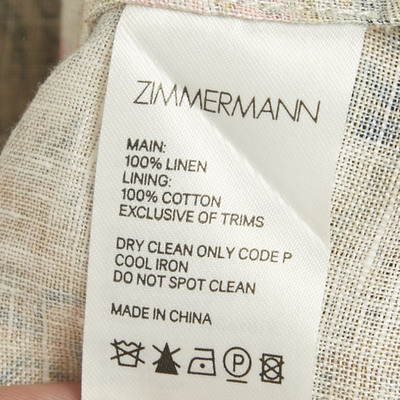 ZIMMERMANN
MAIN:
100% LINEN
LINING:
100% COTTON
EXCLUSIVE OF TRIMS
DRY CLEAN ONLY CODE P
COOL IRON
DO NOT SPOT CLEAN
MADE IN CHINA
P